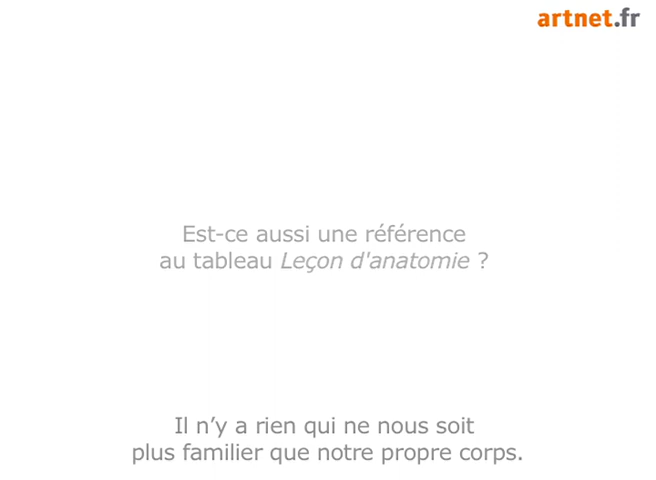 artnet.fr
Est-ce aussi une référence
au tableau Leçon d'anatomie ?
Il n’y a rien qui ne nous soit
plus familier que notre propre corps.